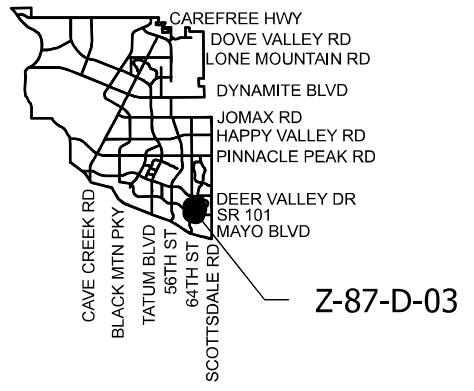 CAREFREE HWY
DOVE VALLEY RD
LONE MOUNTAIN RD
DYNAMITE BLVD
JOMAX RD
HAPPY VALLEY RD
PINNACLE PEAK RD
DEER VALLEY DR
SR 101
MAYO BLVD
CAVE CREEK RD
BLACK MTN PKY
TATUM BLVD
56TH ST
64TH ST
SCOTTSDALE RD
Z-87-D-03